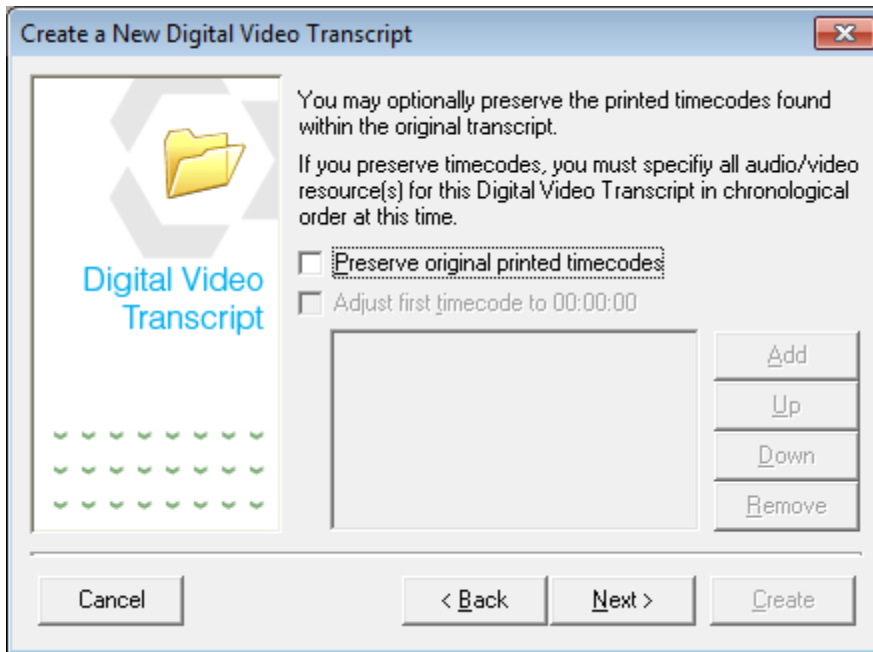 Create a New Digital Video Transcript
You may optionally preserve the printed timecodes found
within the original transcript.
If you preserve timecodes, you must specifiy all audio/video
resource(s) for this Digital Video Transcript in chronological
order at this time.
Preserve original printed timecodes
Adjust first timecode to 00:00:00
Digital Video
Transcript
Add
Up
Down
Remove
Cancel
< Back
Next >
Create